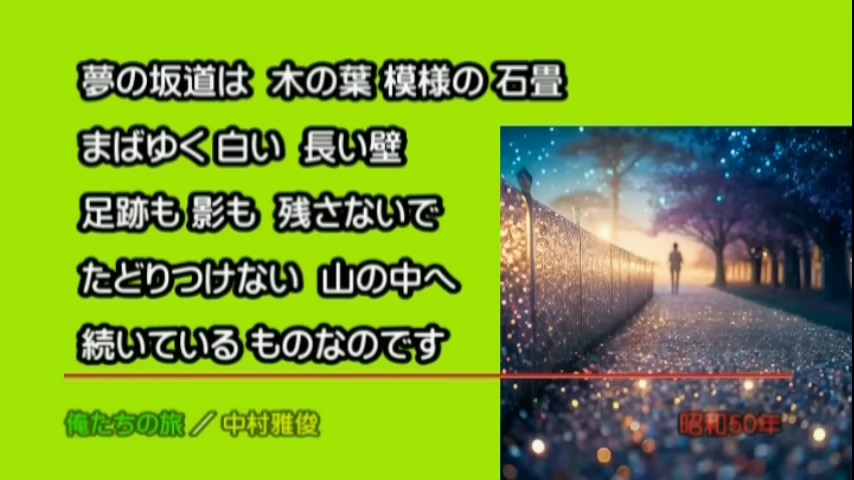 夢の坂道は 木の葉 模様の 石畳
まばゆく 白い 長い壁
足跡も 影も 残さないで
たどりつけない 山の中へ
続いている ものなのです
俺たちの旅 / 中村雅俊
昭和50年